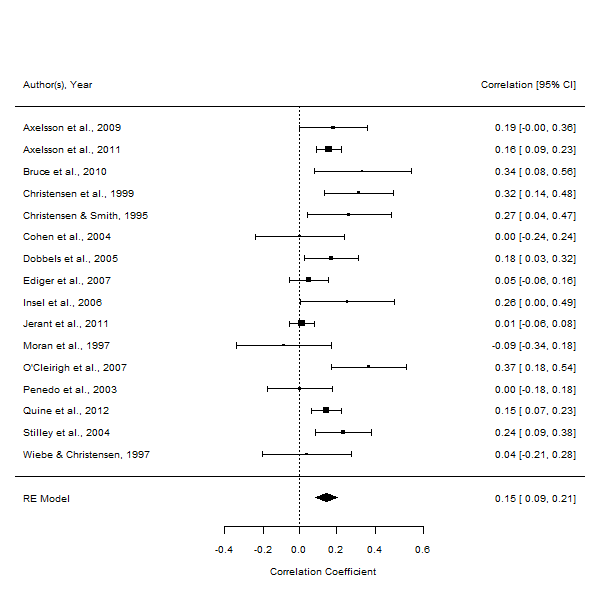 Author(s), Year Correlation [95% CI]
Axelsson et al., 2009 0.19 [-0.00, 0.36]
Axelsson et al., 2011 0.16 [ 0.09, 0.23]
Bruce et al., 2010 0.34 [ 0.08, 0.56]
Christensen et al., 1999 0.32 [ 0.14, 0.48]
Christensen & Smith, 1995 0.27 [ 0.04, 0.47]
Cohen et al., 2004 0.00 [-0.24, 0.24]
Dobbels et al., 2005 0.18 [ 0.03, 0.32]
Ediger et al., 2007 0.05 [-0.06, 0.16]
Insel et al., 2006 0.26 [ 0.00, 0.49]
Jerant et al., 2011 0.01 [-0.06, 0.08]
Moran et al., 1997 -0.09 [-0.34, 0.18]
O'Cleirigh et al., 2007 0.37 [ 0.18, 0.54]
Penedo et al., 2003 0.00 [-0.18, 0.18]
Quine et al., 2012 0.15 [ 0.07, 0.23]
Stilley et al., 2004 0.24 [ 0.09, 0.38]
Wiebe & Christensen, 1997 0.04 [-0.21, 0.28]
RE Model 0.15 [ 0.09, 0.21]
-0.4 -0.2 0.0 0.2 0.4 0.6
Correlation Coefficient